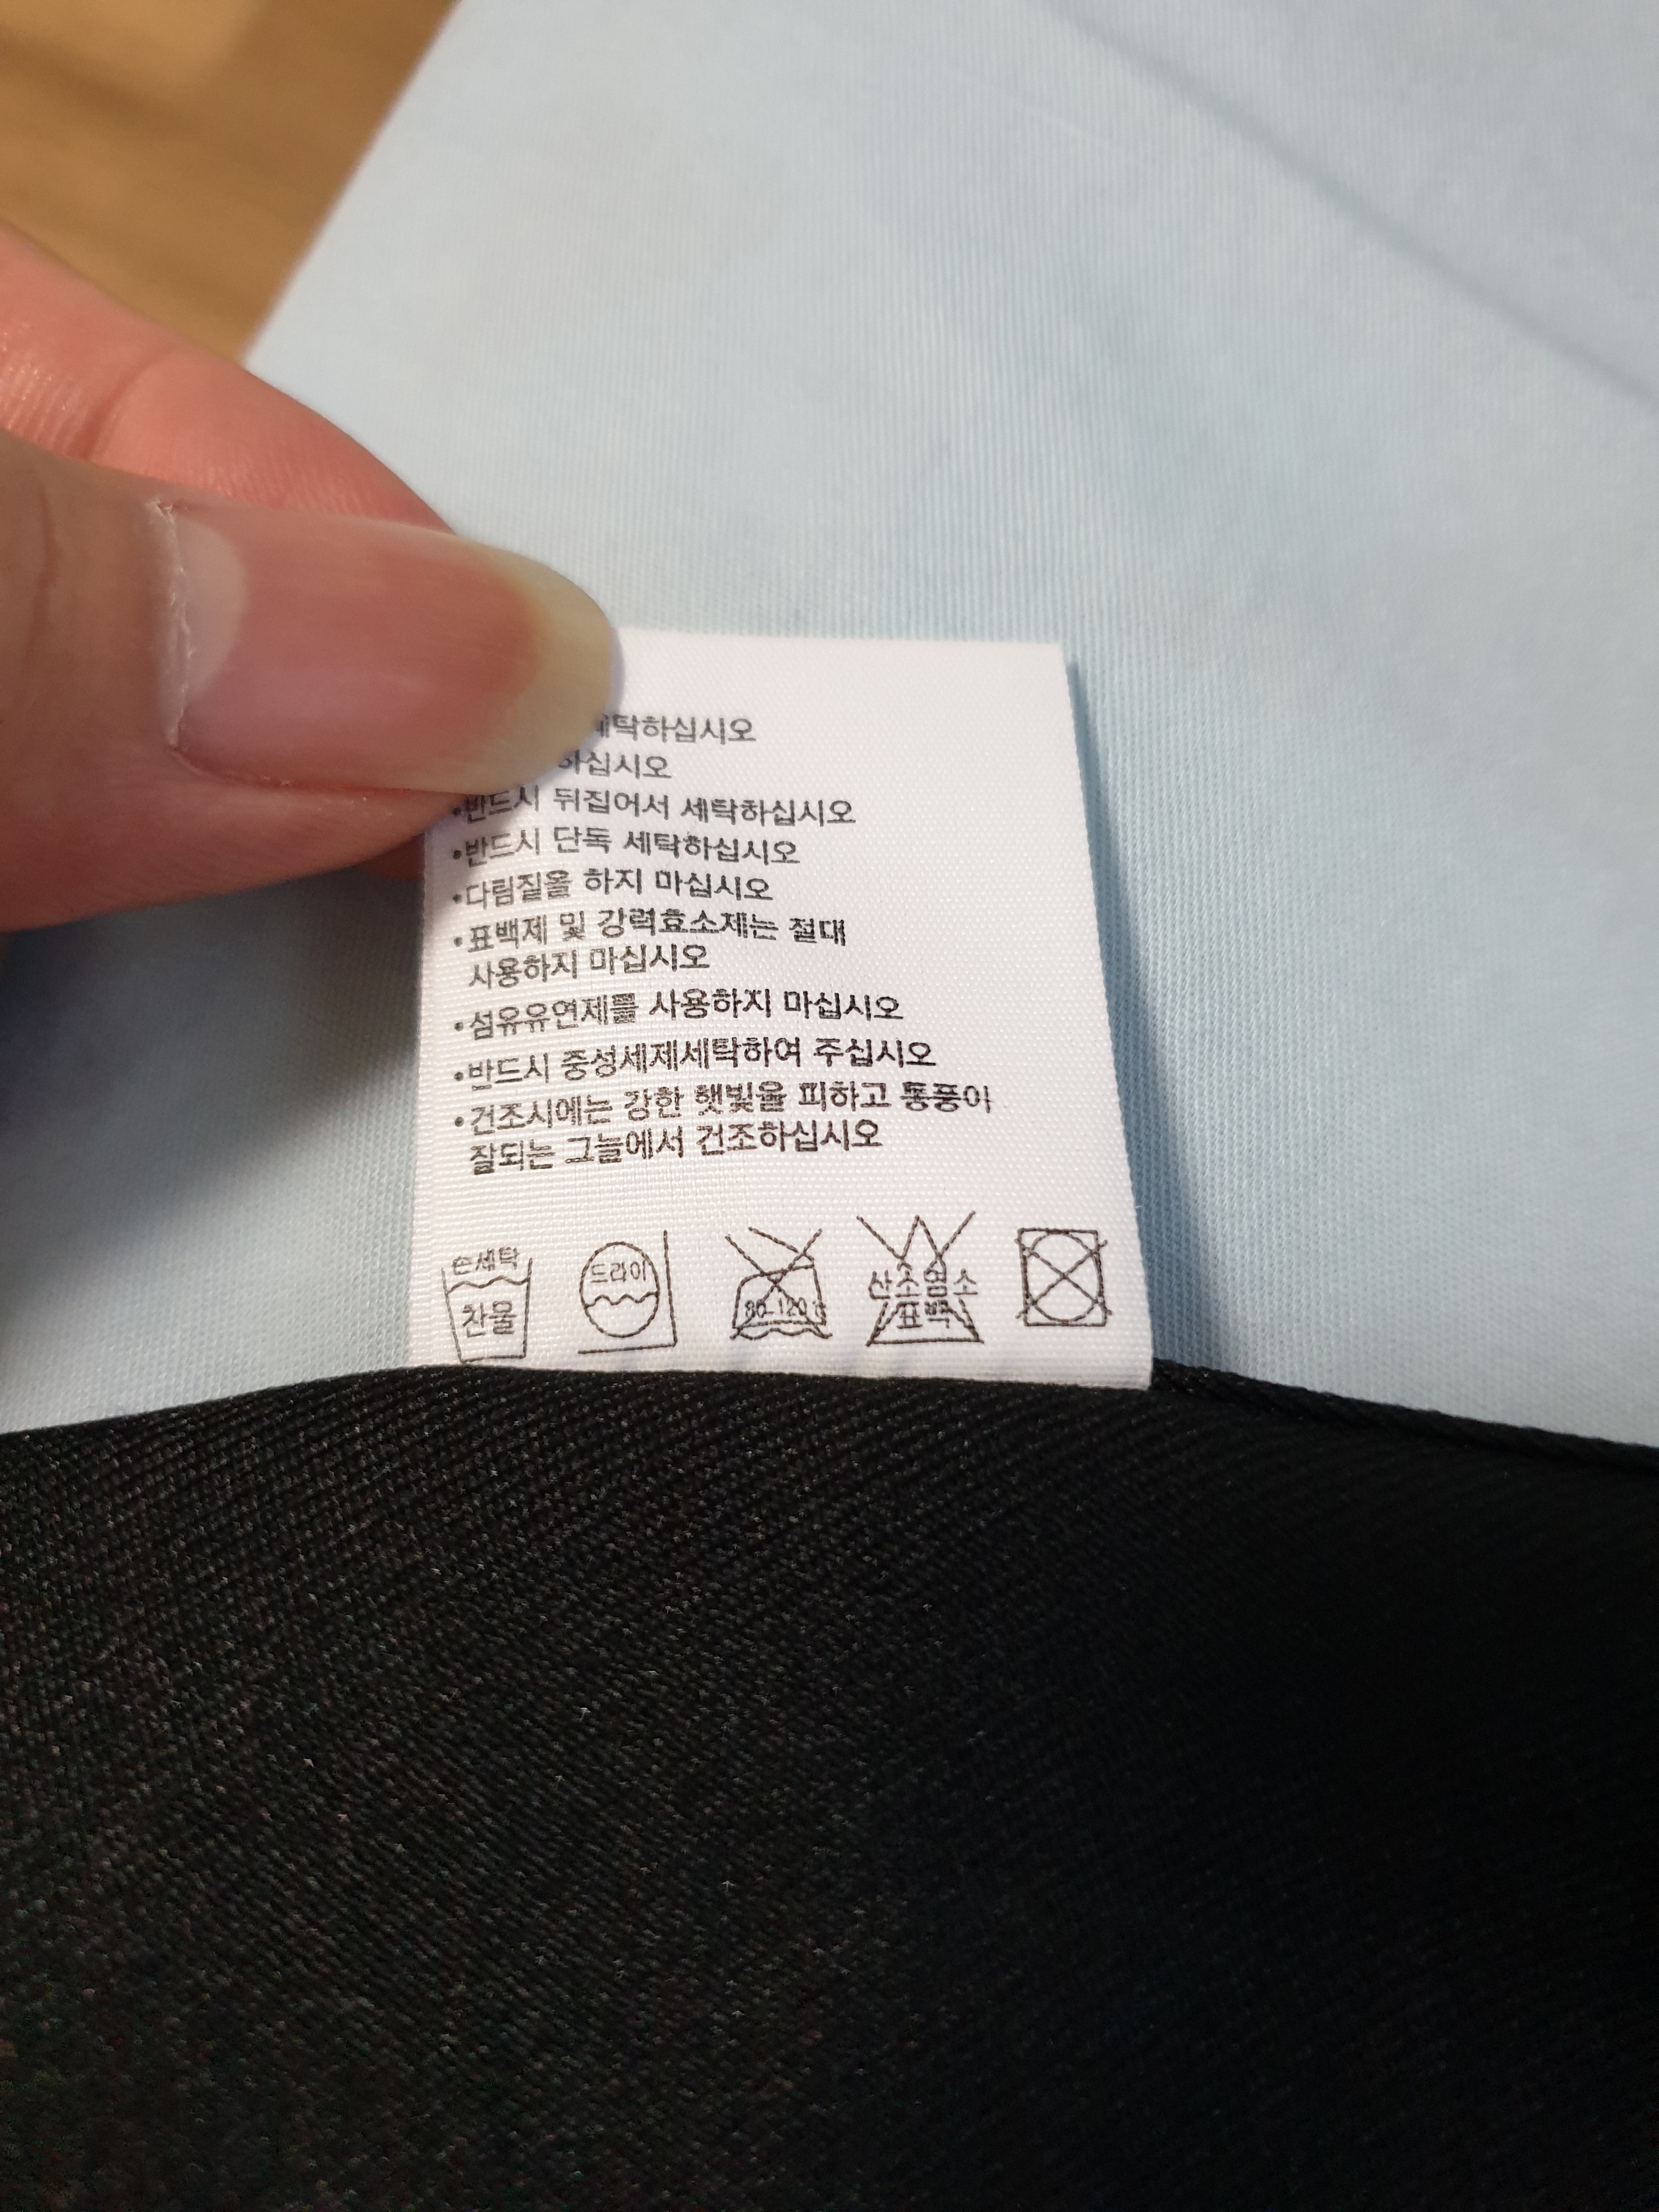 세탁하십시오
하십시오
•반드시 뒤집어서 세탁하십시오
•반드시 단독 세탁하십시오
•다림질을 하지 마십시오
•표백제 및 강력효소제는 절대
사용하지 마십시오
•섬유유연제를 사용하지 마십시오
•반드시 중성세제세탁하여 주십시오
•건조시에는 강한 햇빛을 피하고 통풍이
잘되는 그늘에서 건조하십시오
손세탁
찬물
드라이
80-120℃
산소염소
표백